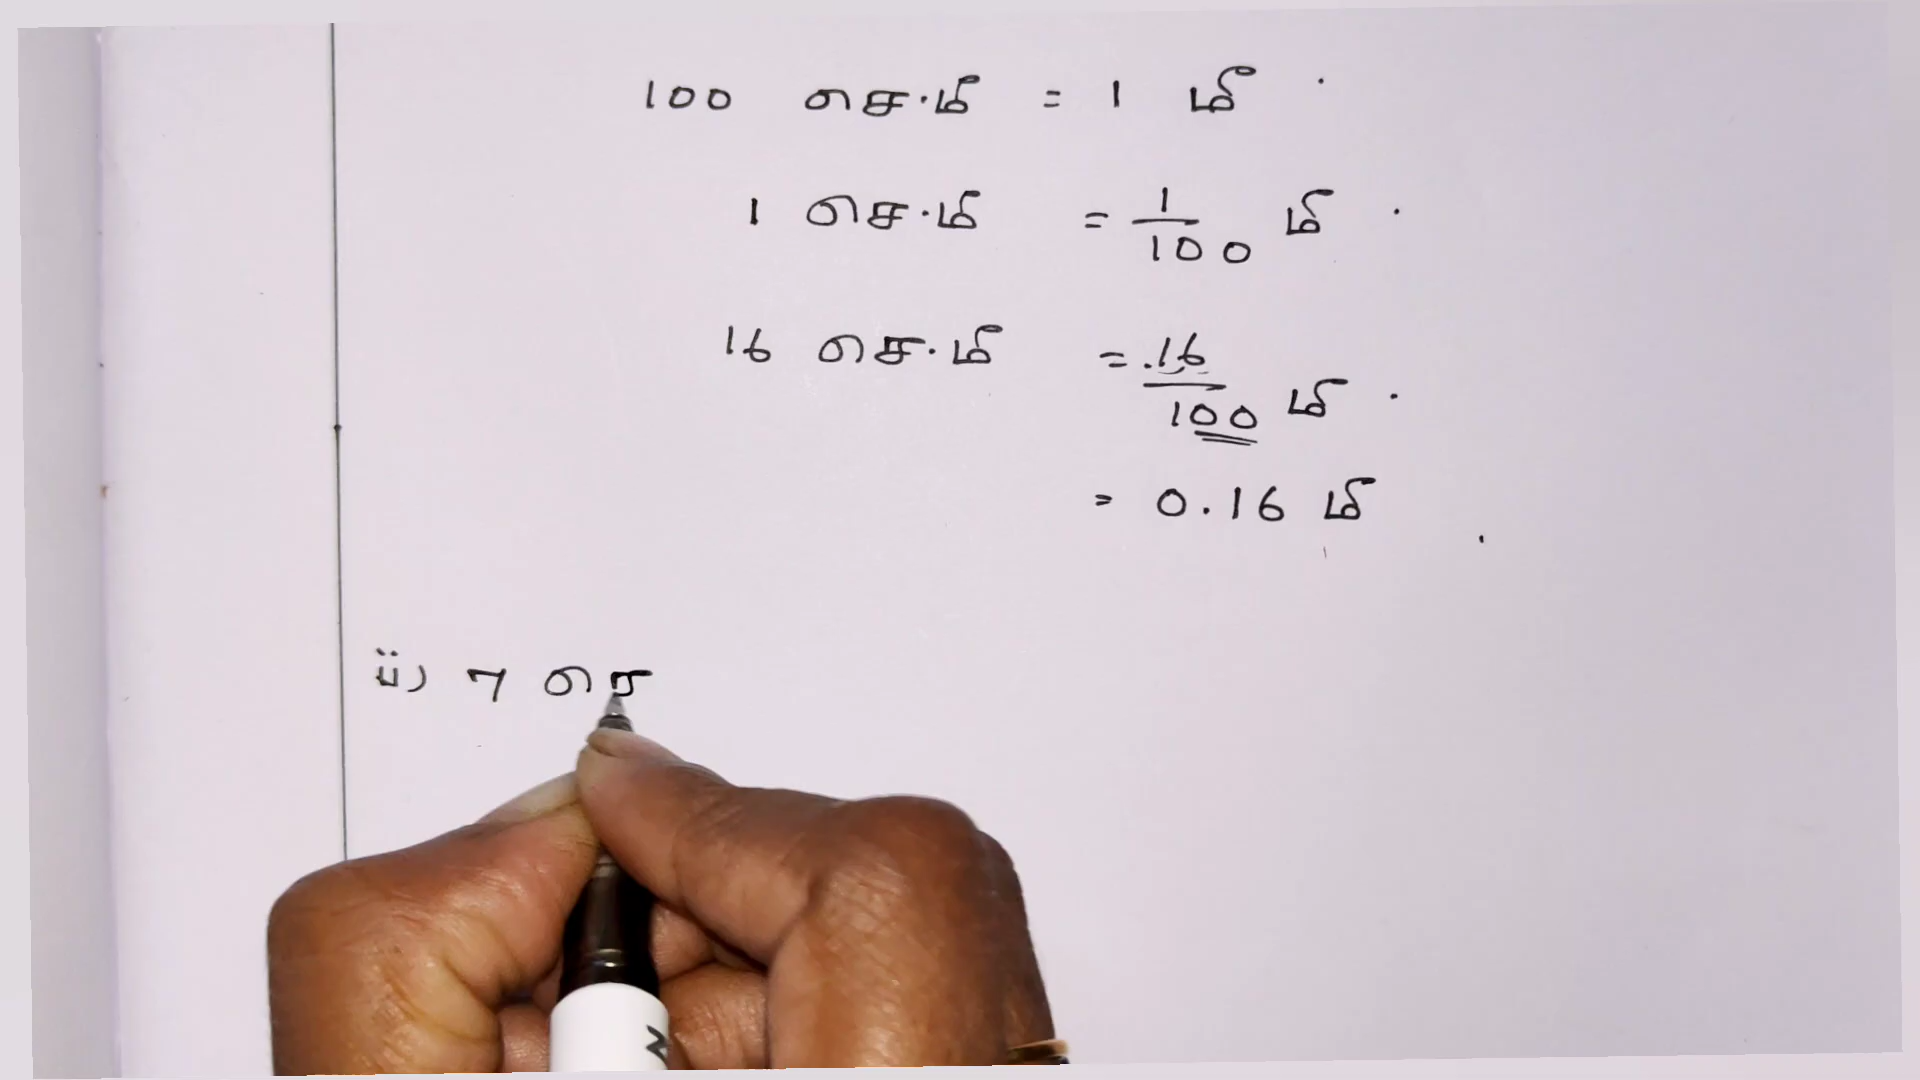 100 செ.மீ = 1 மீ
1 செ.மீ = 1/100 மீ
16 செ.மீ = .16/100 மீ
= 0.16 மீ
ii) 7